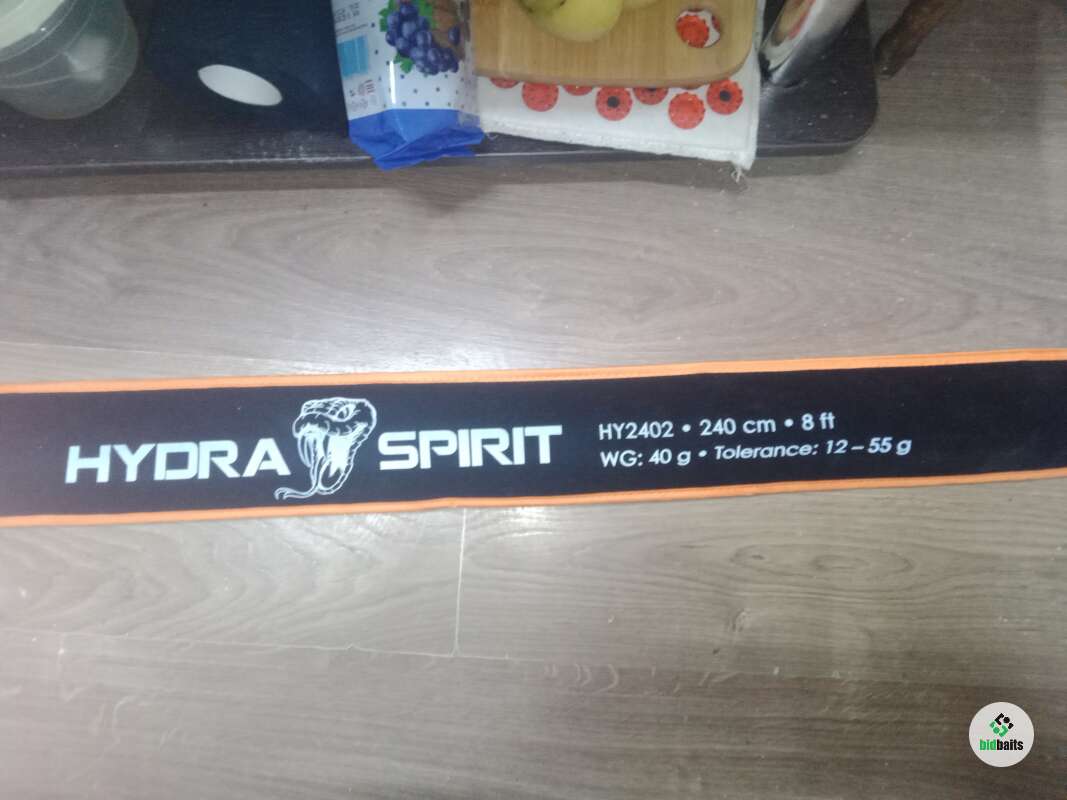 HYDRA SPIRIT
HY2402 • 240 cm • 8 ft
WG: 40 g • Tolerance: 12 – 55 g
bidbaits